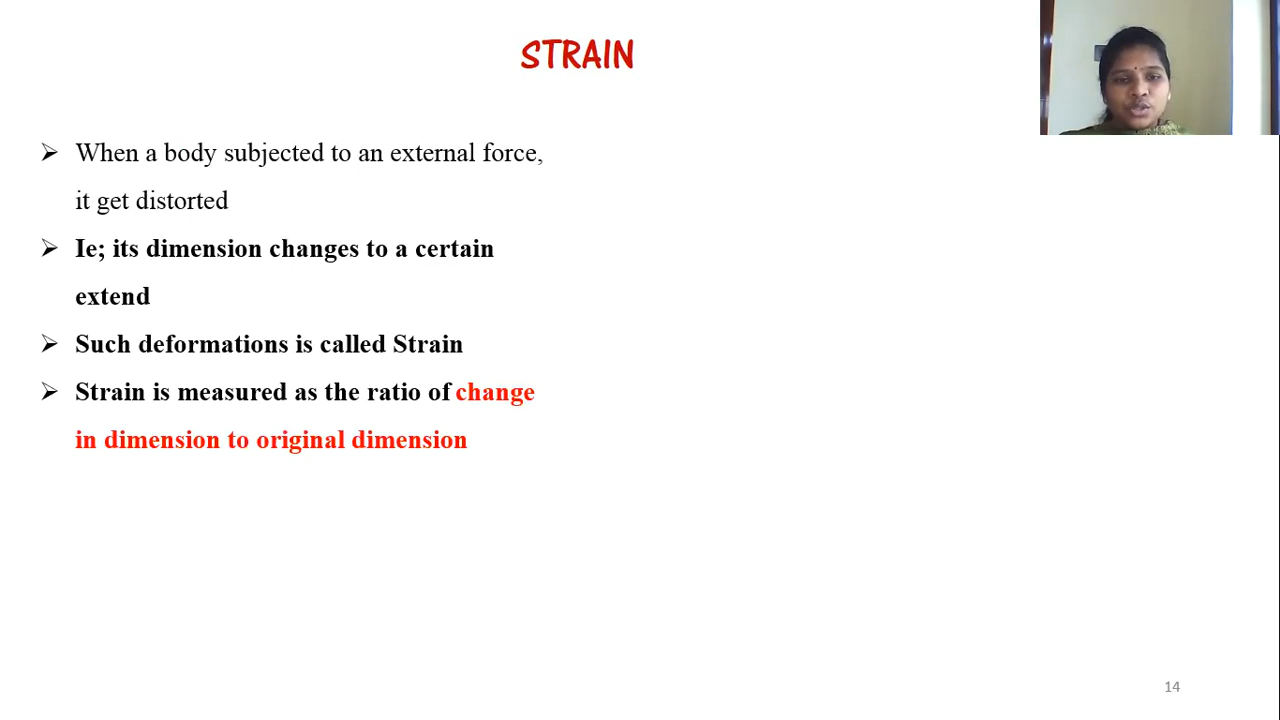 STRAIN
➢ When a body subjected to an external force,
it get distorted
➢ Ie; its dimension changes to a certain
extend
➢ Such deformations is called Strain
➢ Strain is measured as the ratio of change
in dimension to original dimension
14